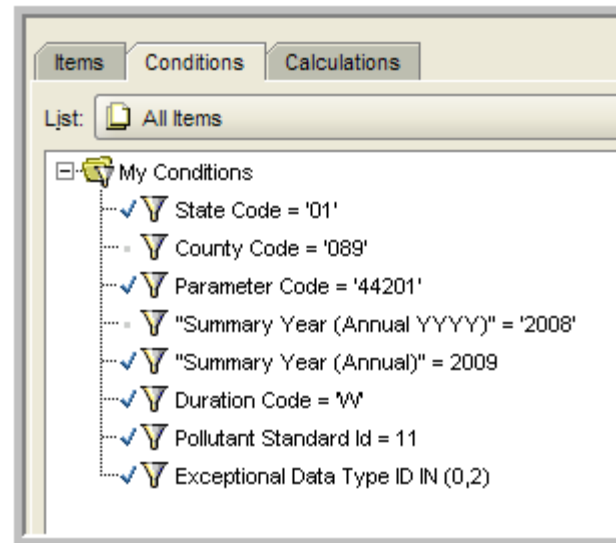 Items Conditions Calculations
List: All Items
My Conditions
State Code = '01'
County Code = '089'
Parameter Code = '44201'
"Summary Year (Annual YYYY)" = '2008'
"Summary Year (Annual)" = 2009
Duration Code = 'W'
Pollutant Standard Id = 11
Exceptional Data Type ID IN (0,2)